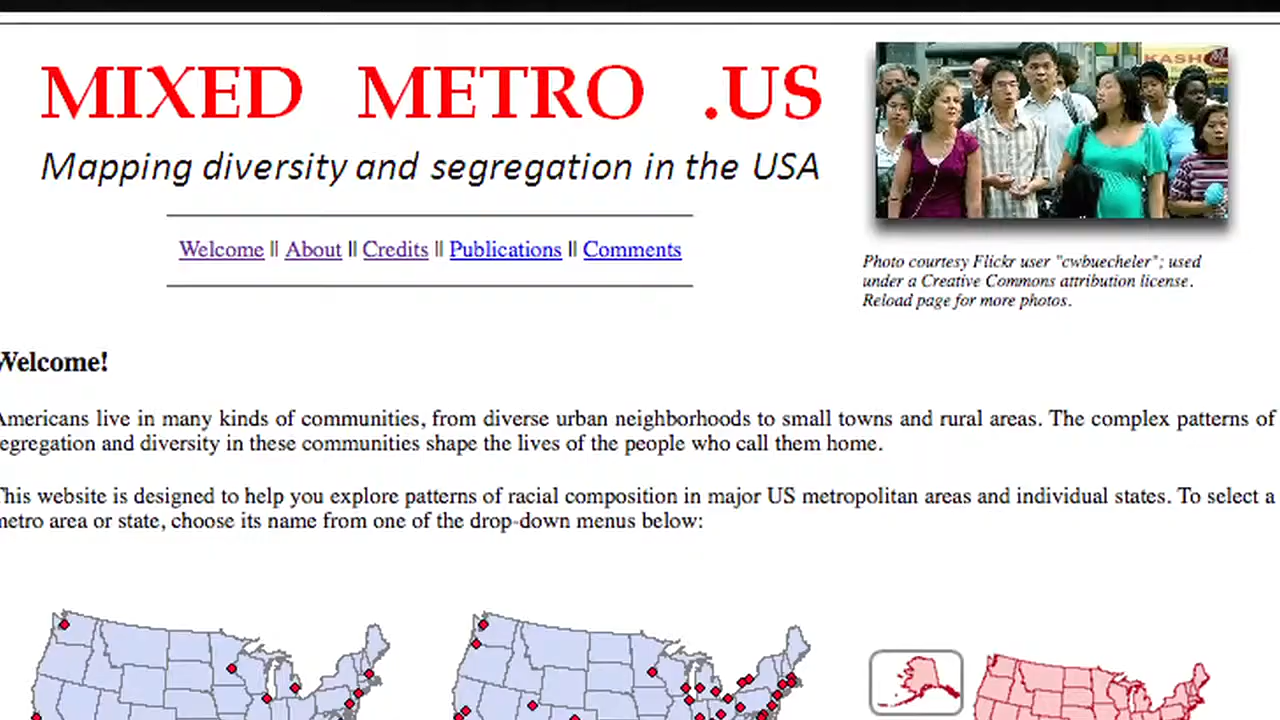 MIXED METRO .US
Mapping diversity and segregation in the USA
Welcome || About || Credits || Publications || Comments
KASH
Photo courtesy Flickr user "cwbuecheler"; used
under a Creative Commons attribution license.
Reload page for more photos.
Welcome!
Americans live in many kinds of communities, from diverse urban neighborhoods to small towns and rural areas. The complex patterns of
segregation and diversity in these communities shape the lives of the people who call them home.
This website is designed to help you explore patterns of racial composition in major US metropolitan areas and individual states. To select a
metro area or state, choose its name from one of the drop-down menus below: